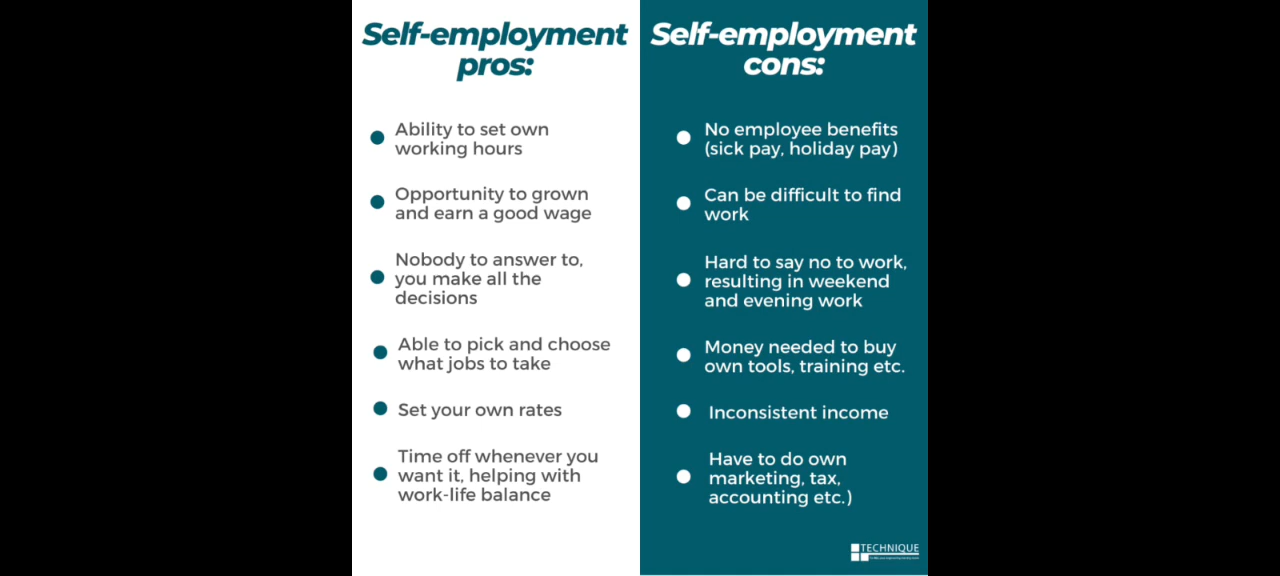 Self-employment
pros:
Ability to set own
working hours
Opportunity to grown
and earn a good wage
Nobody to answer to,
you make all the
decisions
Able to pick and choose
what jobs to take
Set your own rates
Time off whenever you
want it, helping with
work-life balance
Self-employment
cons:
No employee benefits
(sick pay, holiday pay)
Can be difficult to find
work
Hard to say no to work,
resulting in weekend
and evening work
Money needed to buy
own tools, training etc.
Inconsistent income
Have to do own
marketing, tax,
accounting etc.)
TECHNIQUE